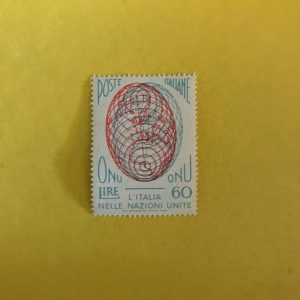 POSTE ITALIANE
ONU ONU
LIRE 60
L'ITALIA
NELLE NAZIONI UNITE